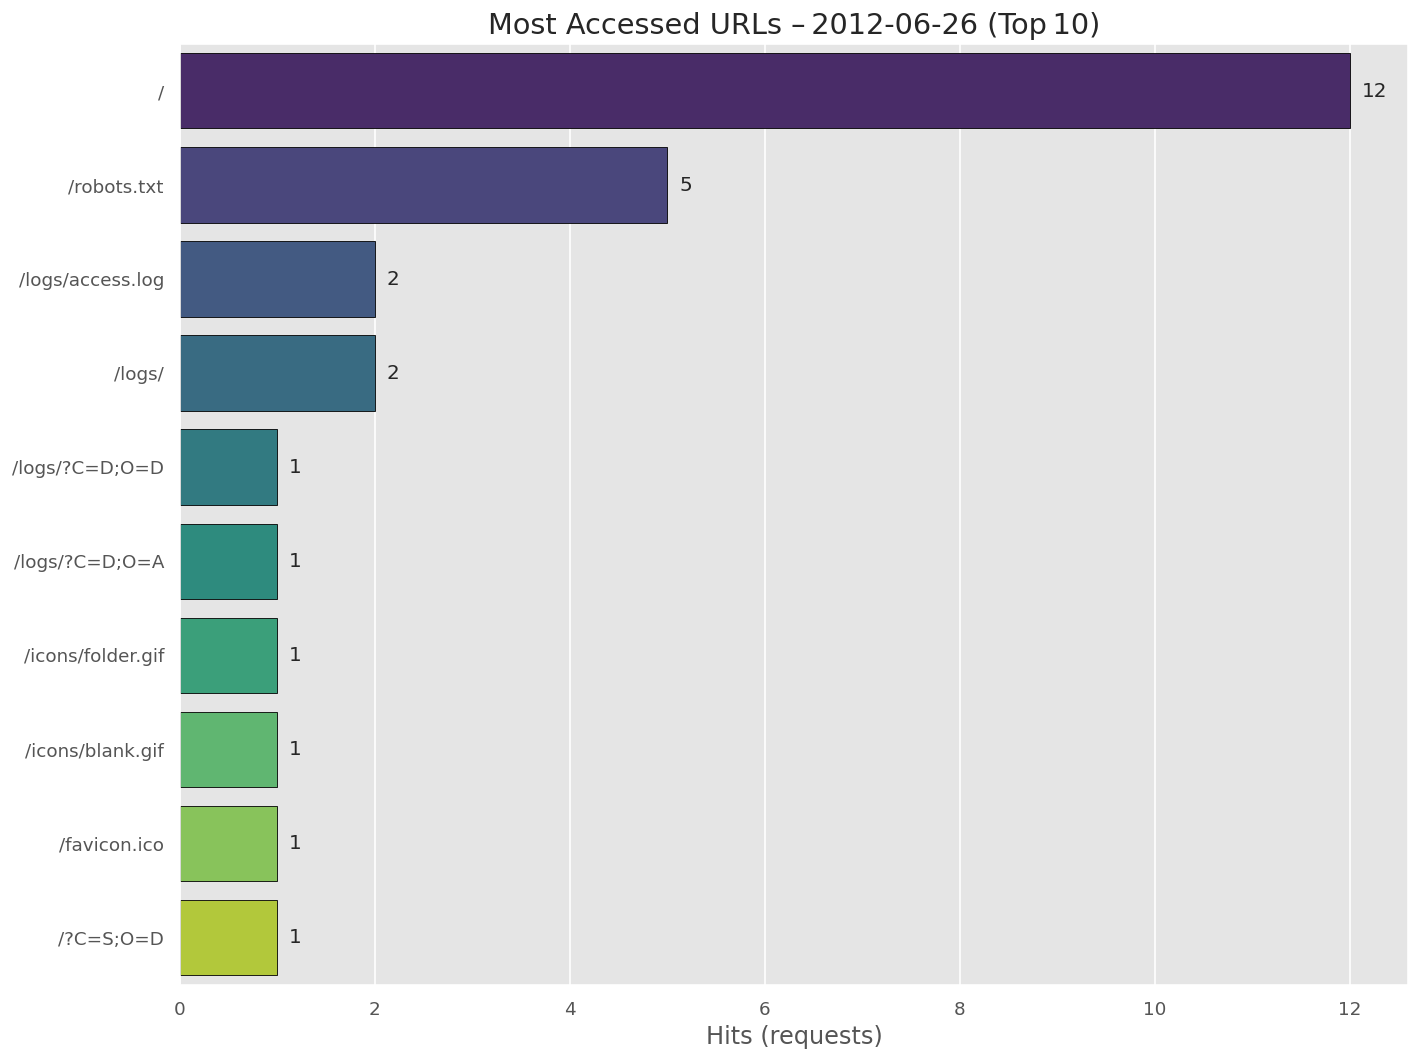 Most Accessed URLs – 2012-06-26 (Top 10)
/ 12
/robots.txt 5
/logs/access.log 2
/logs/ 2
/logs/?C=D;O=D 1
/logs/?C=D;O=A 1
/icons/folder.gif 1
/icons/blank.gif 1
/favicon.ico 1
/?C=S;O=D 1
0 2 4 6 8 10 12
Hits (requests)